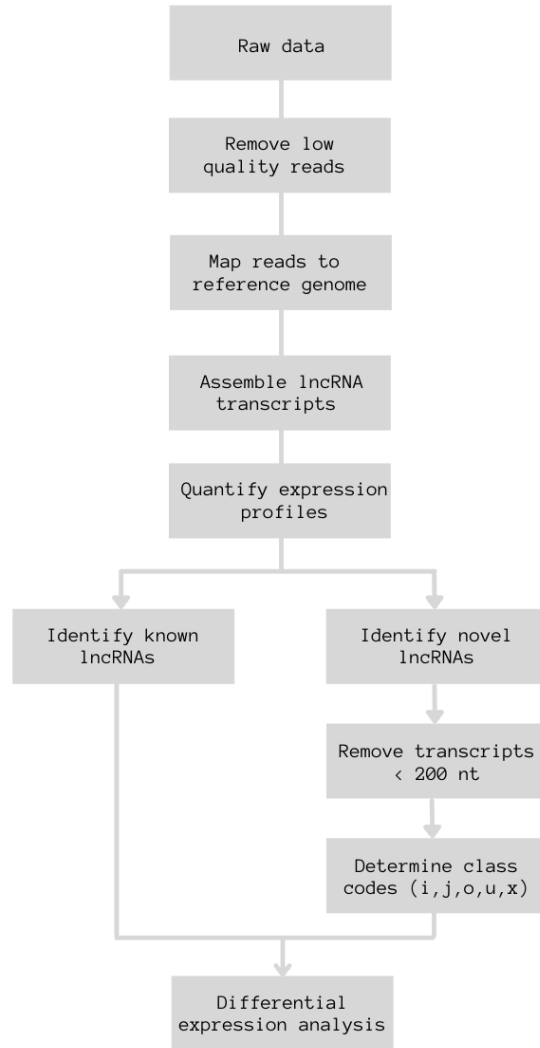 Raw data
Remove low
quality reads
Map reads to
reference genome
Assemble lncRNA
transcripts
Quantify expression
profiles
Identify known
lncRNAs
Identify novel
lncRNAs
Remove transcripts
< 200 nt
Determine class
codes (i,j,o,u,x)
Differential
expression analysis